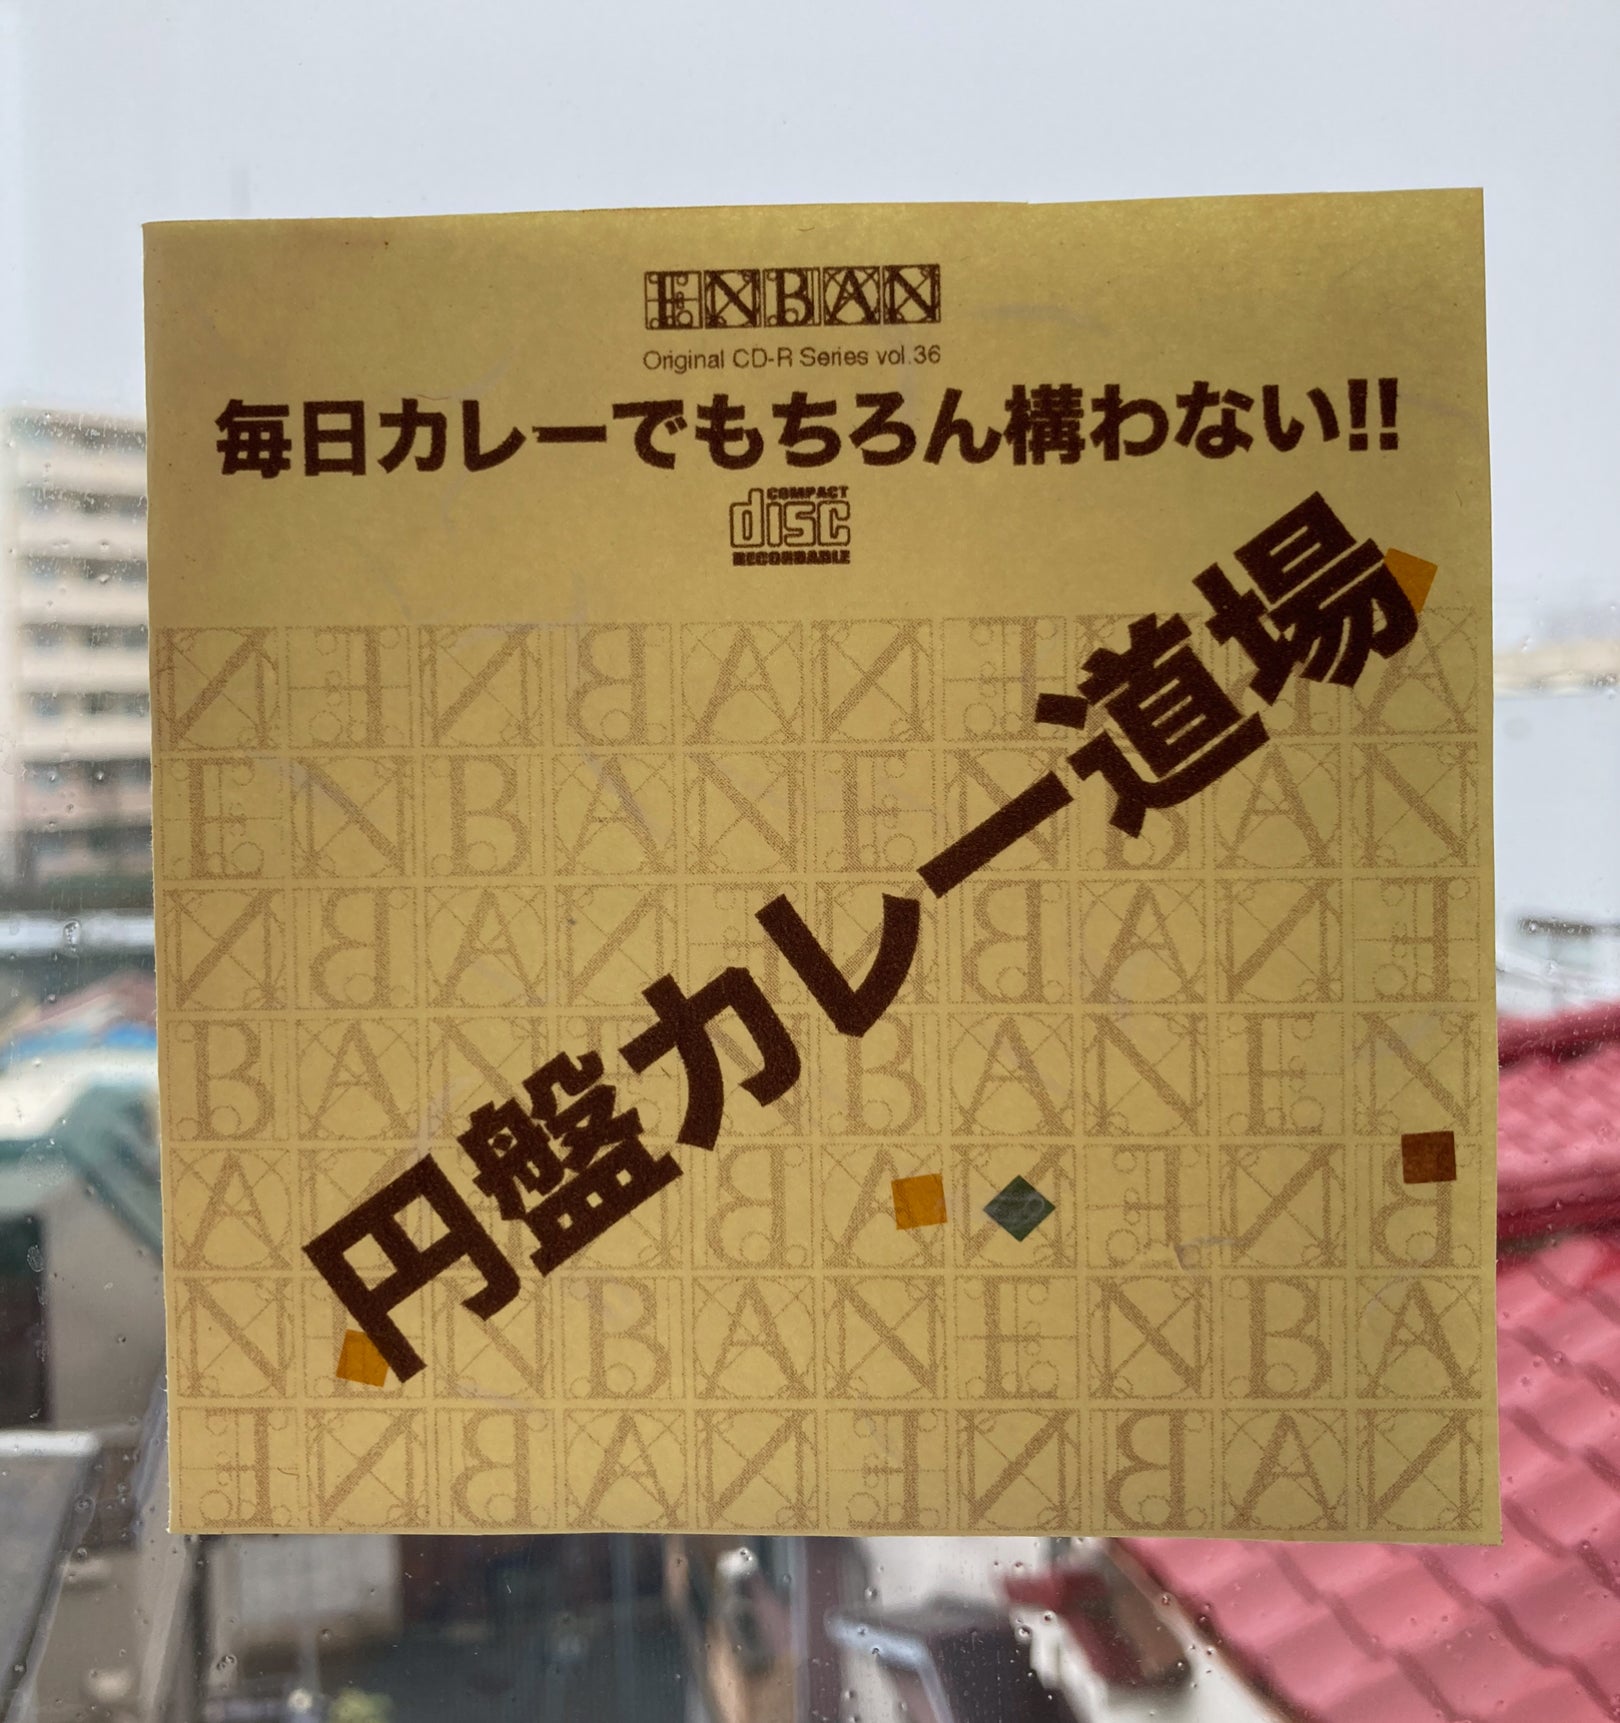 ENBAN
Original CD-R Series vol.36
毎日カレーでもちろん構わない!!
COMPACT
disc
RECORDABLE
円盤カレー道場